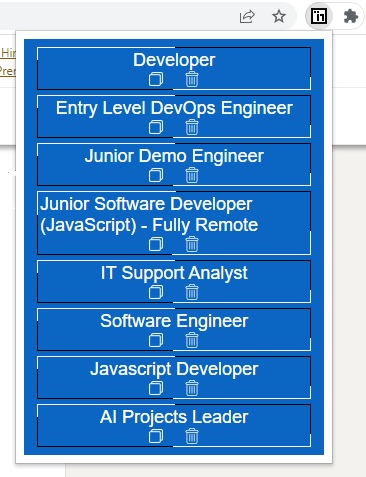 Hir
Pre
Developer
Entry Level DevOps Engineer
Junior Demo Engineer
Junior Software Developer
(JavaScript) - Fully Remote
IT Support Analyst
Software Engineer
Javascript Developer
AI Projects Leader